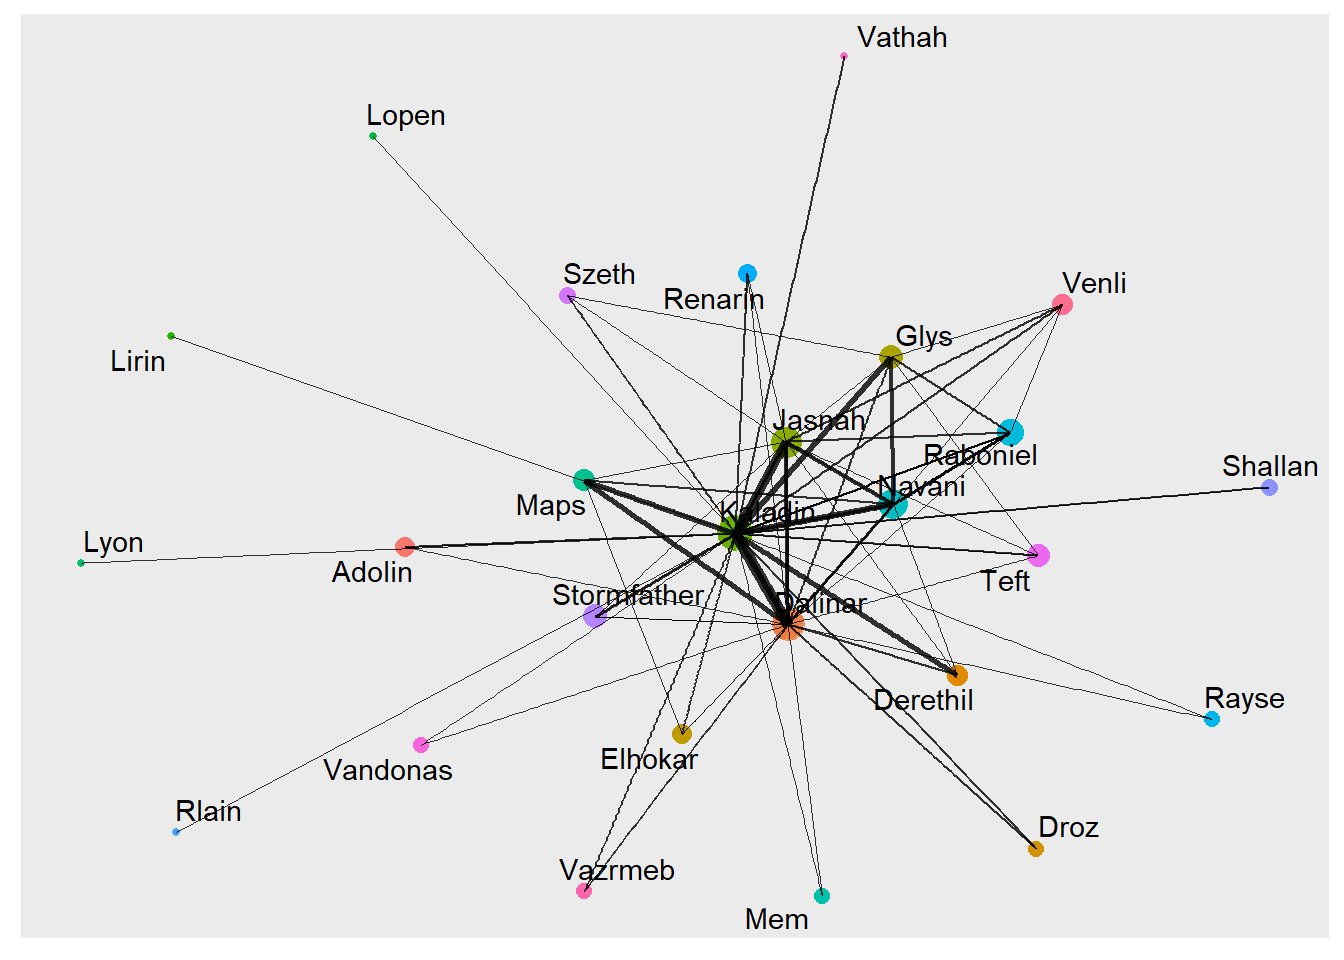 Vathah
Lopen
Szeth
Renarin
Venli
Glys
Lirin
Jasnah
Raboniel
Shallan
Navani
Maps
Kaladin
Lyon
Adolin
Teft
Stormfather
Dalinar
Derethil
Rayse
Elhokar
Vandonas
Rlain
Droz
Vazrmeb
Mem